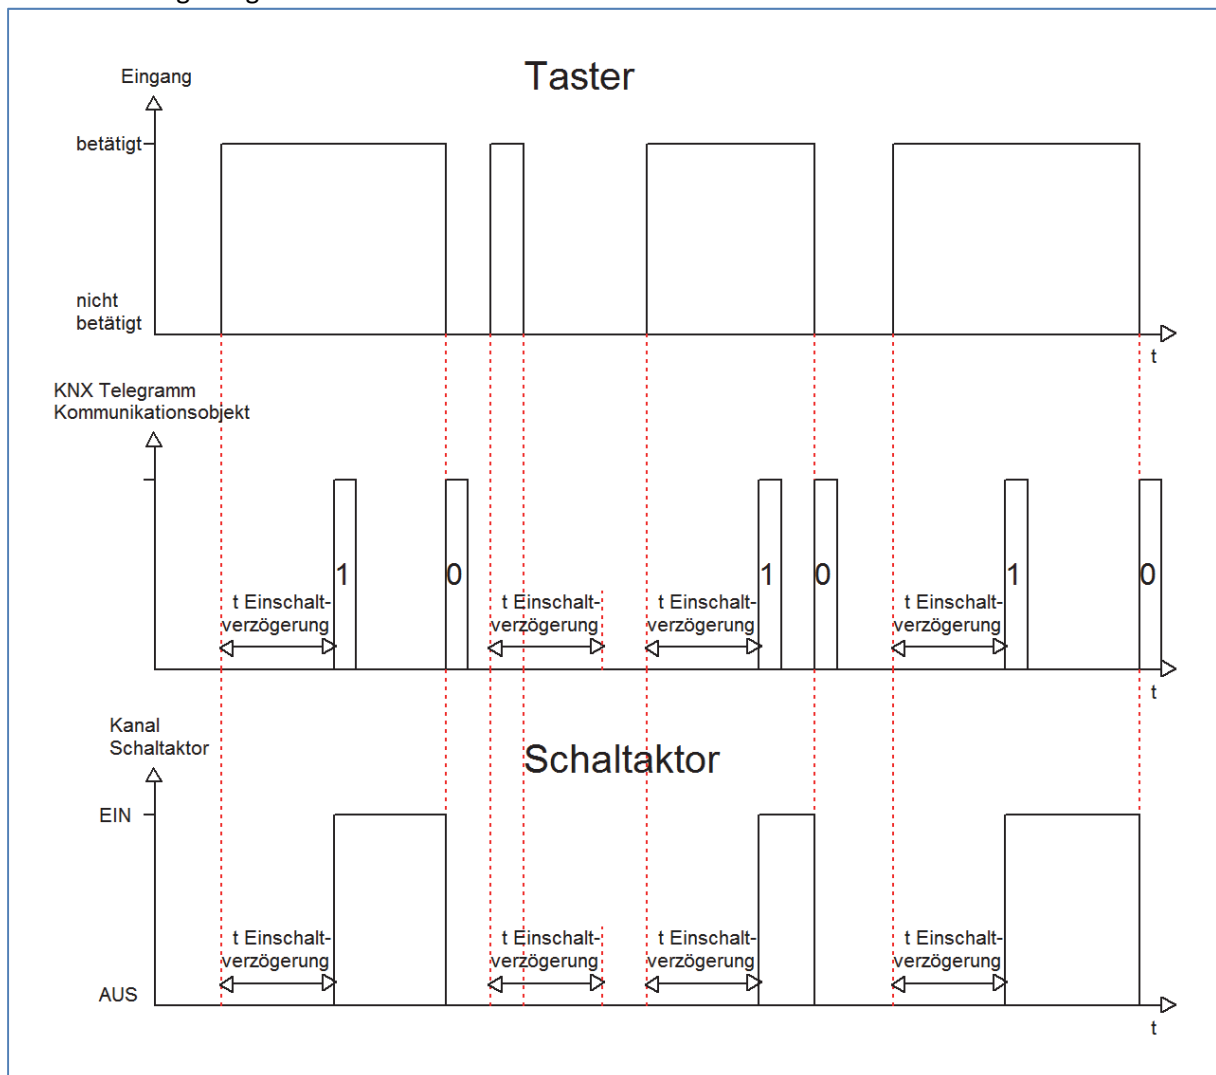 Taster
Eingang
betätigt
nicht
betätigt
t
KNX Telegramm
Kommunikationsobjekt
1
0
1
0
1
0
t Einschalt-
verzögerung
t Einschalt-
verzögerung
t Einschalt-
verzögerung
t Einschalt-
verzögerung
t
Kanal
Schaltaktor
Schaltaktor
EIN
t Einschalt-
verzögerung
t Einschalt-
verzögerung
t Einschalt-
verzögerung
t Einschalt-
verzögerung
AUS
t